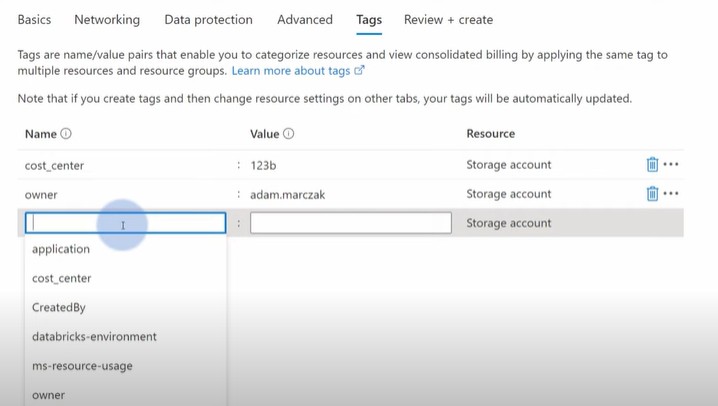 Basics Networking Data protection Advanced Tags Review + create
Tags are name/value pairs that enable you to categorize resources and view consolidated billing by applying the same tag to
multiple resources and resource groups. Learn more about tags
Note that if you create tags and then change resource settings on other tabs, your tags will be automatically updated.
Name Value Resource
cost_center : 123b Storage account
owner : adam.marczak Storage account
: Storage account
application
cost_center
CreatedBy
databricks-environment
ms-resource-usage
owner